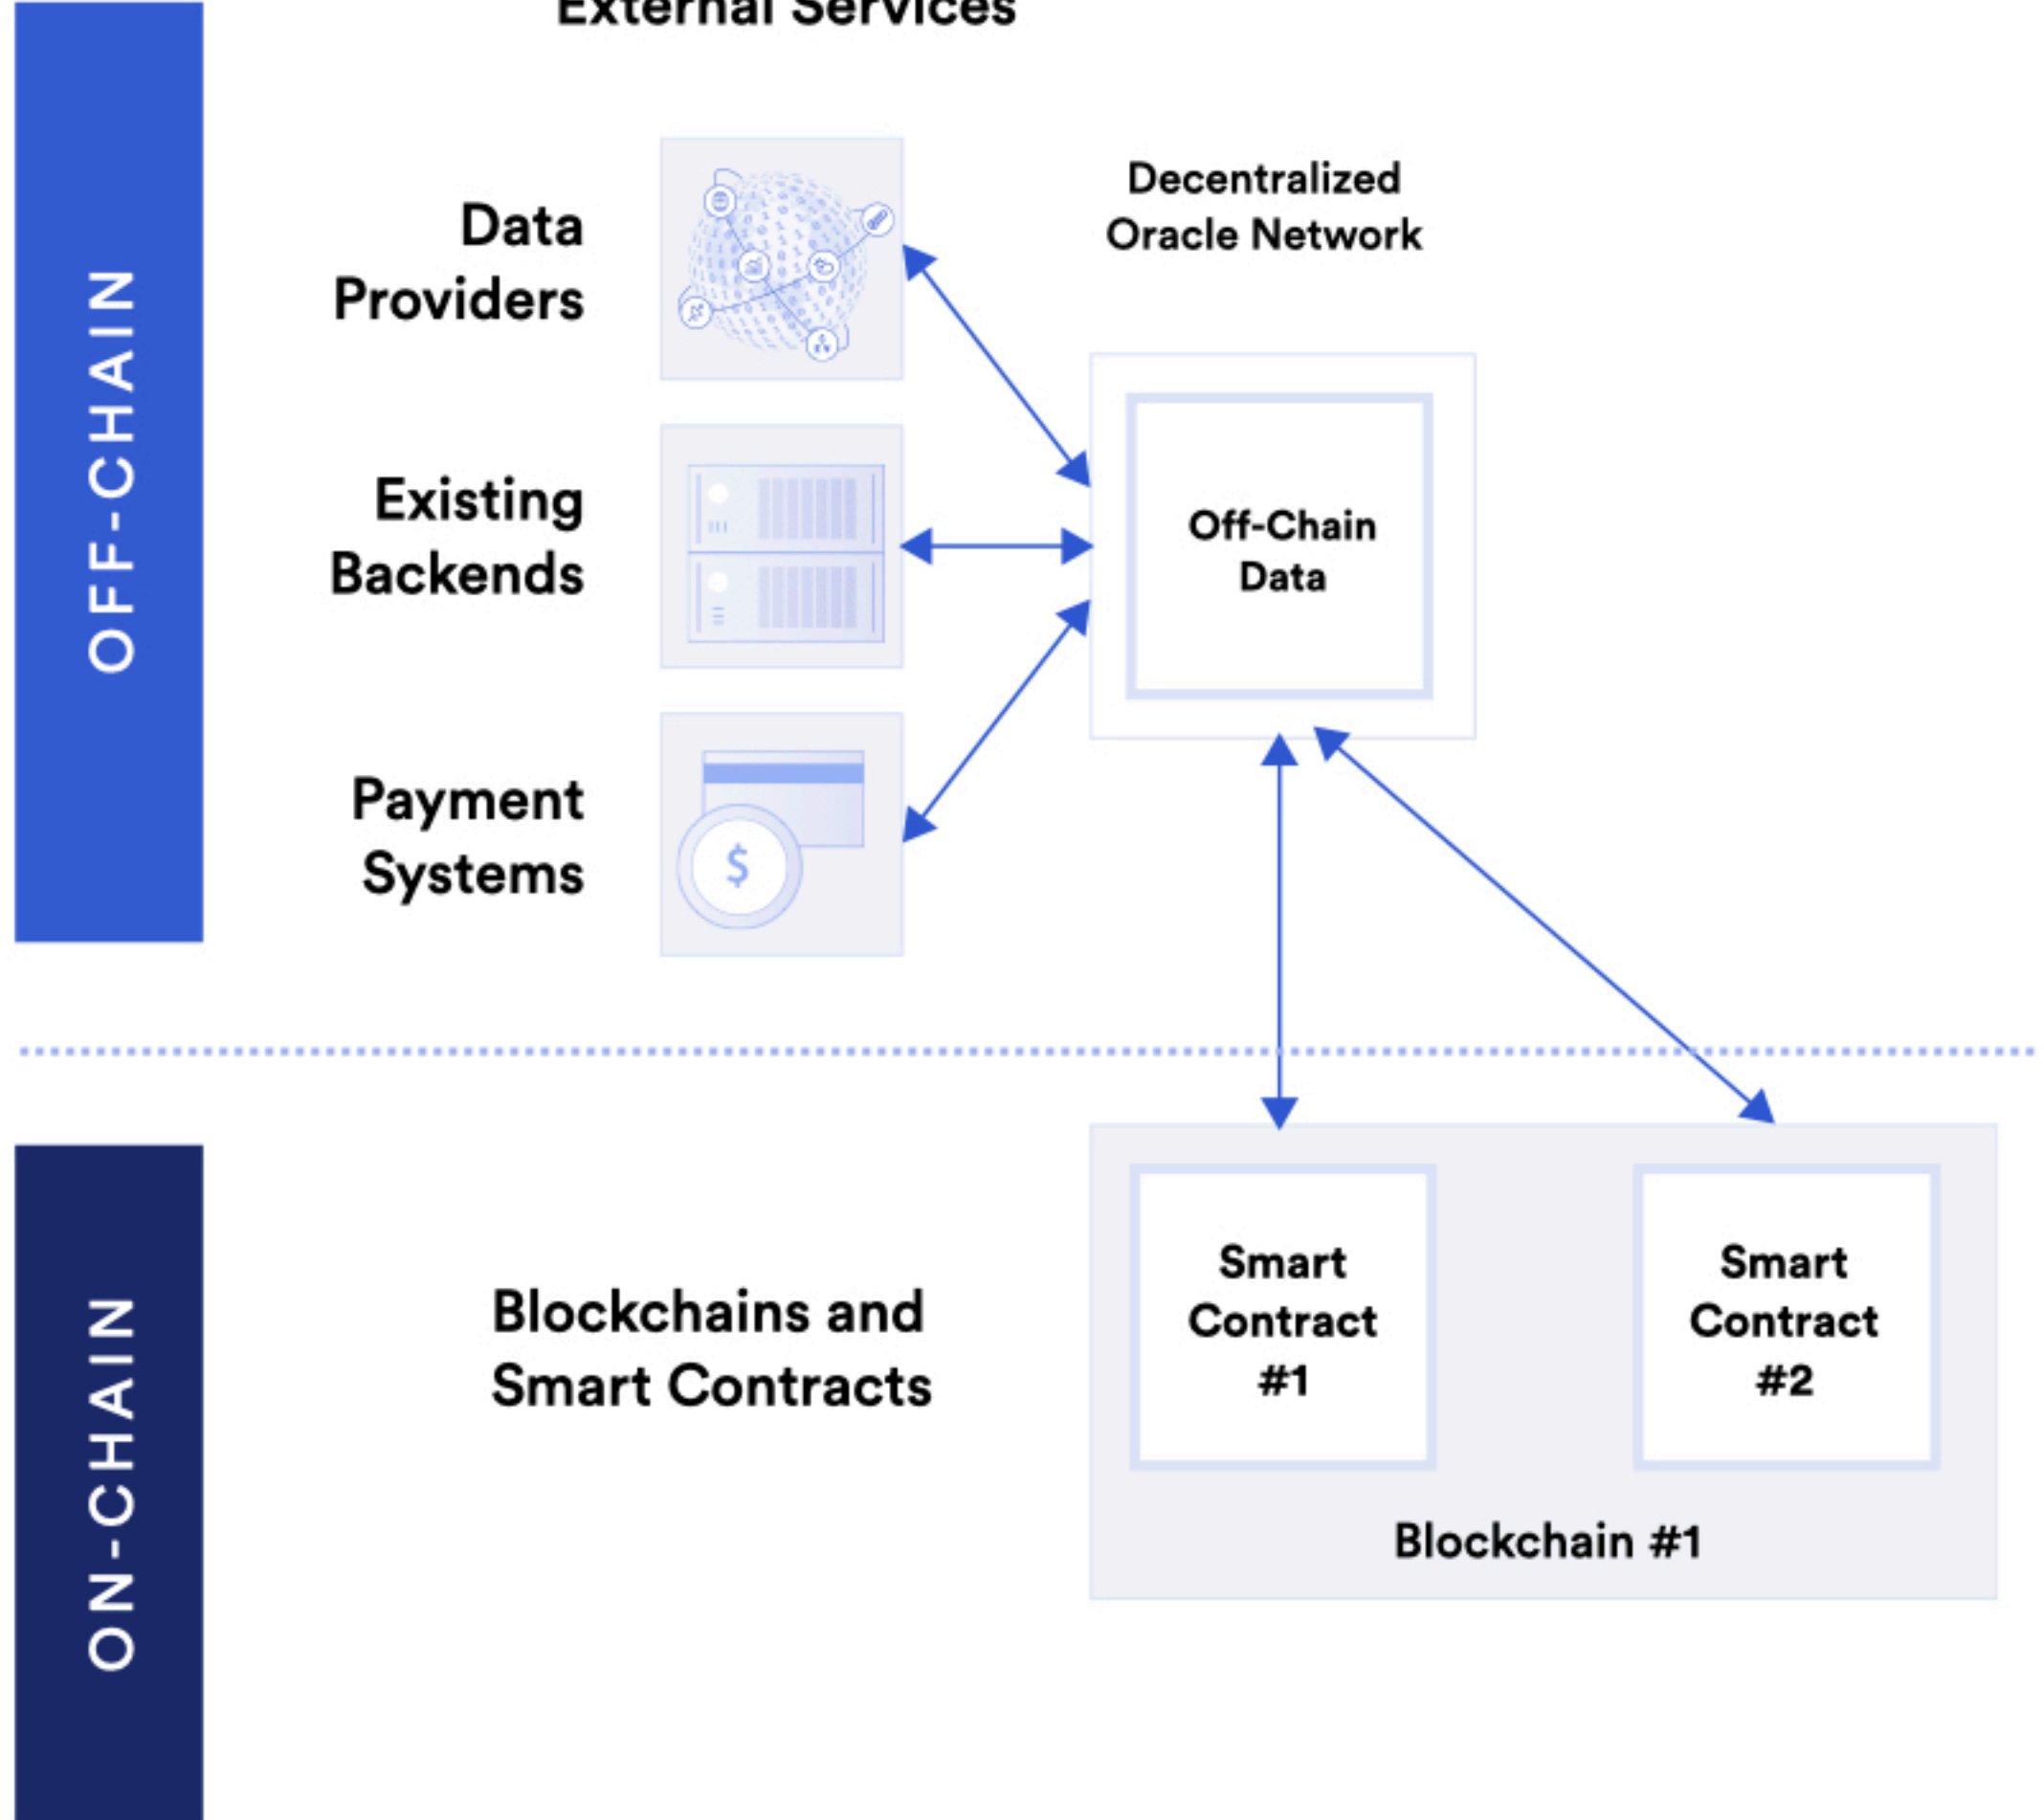 External Services
OFF-CHAIN
Data
Providers
Decentralized
Oracle Network
Existing
Backends
Off-Chain
Data
Payment
Systems
$
ON-CHAIN
Blockchains and
Smart Contracts
Smart
Contract
#1
Smart
Contract
#2
Blockchain #1